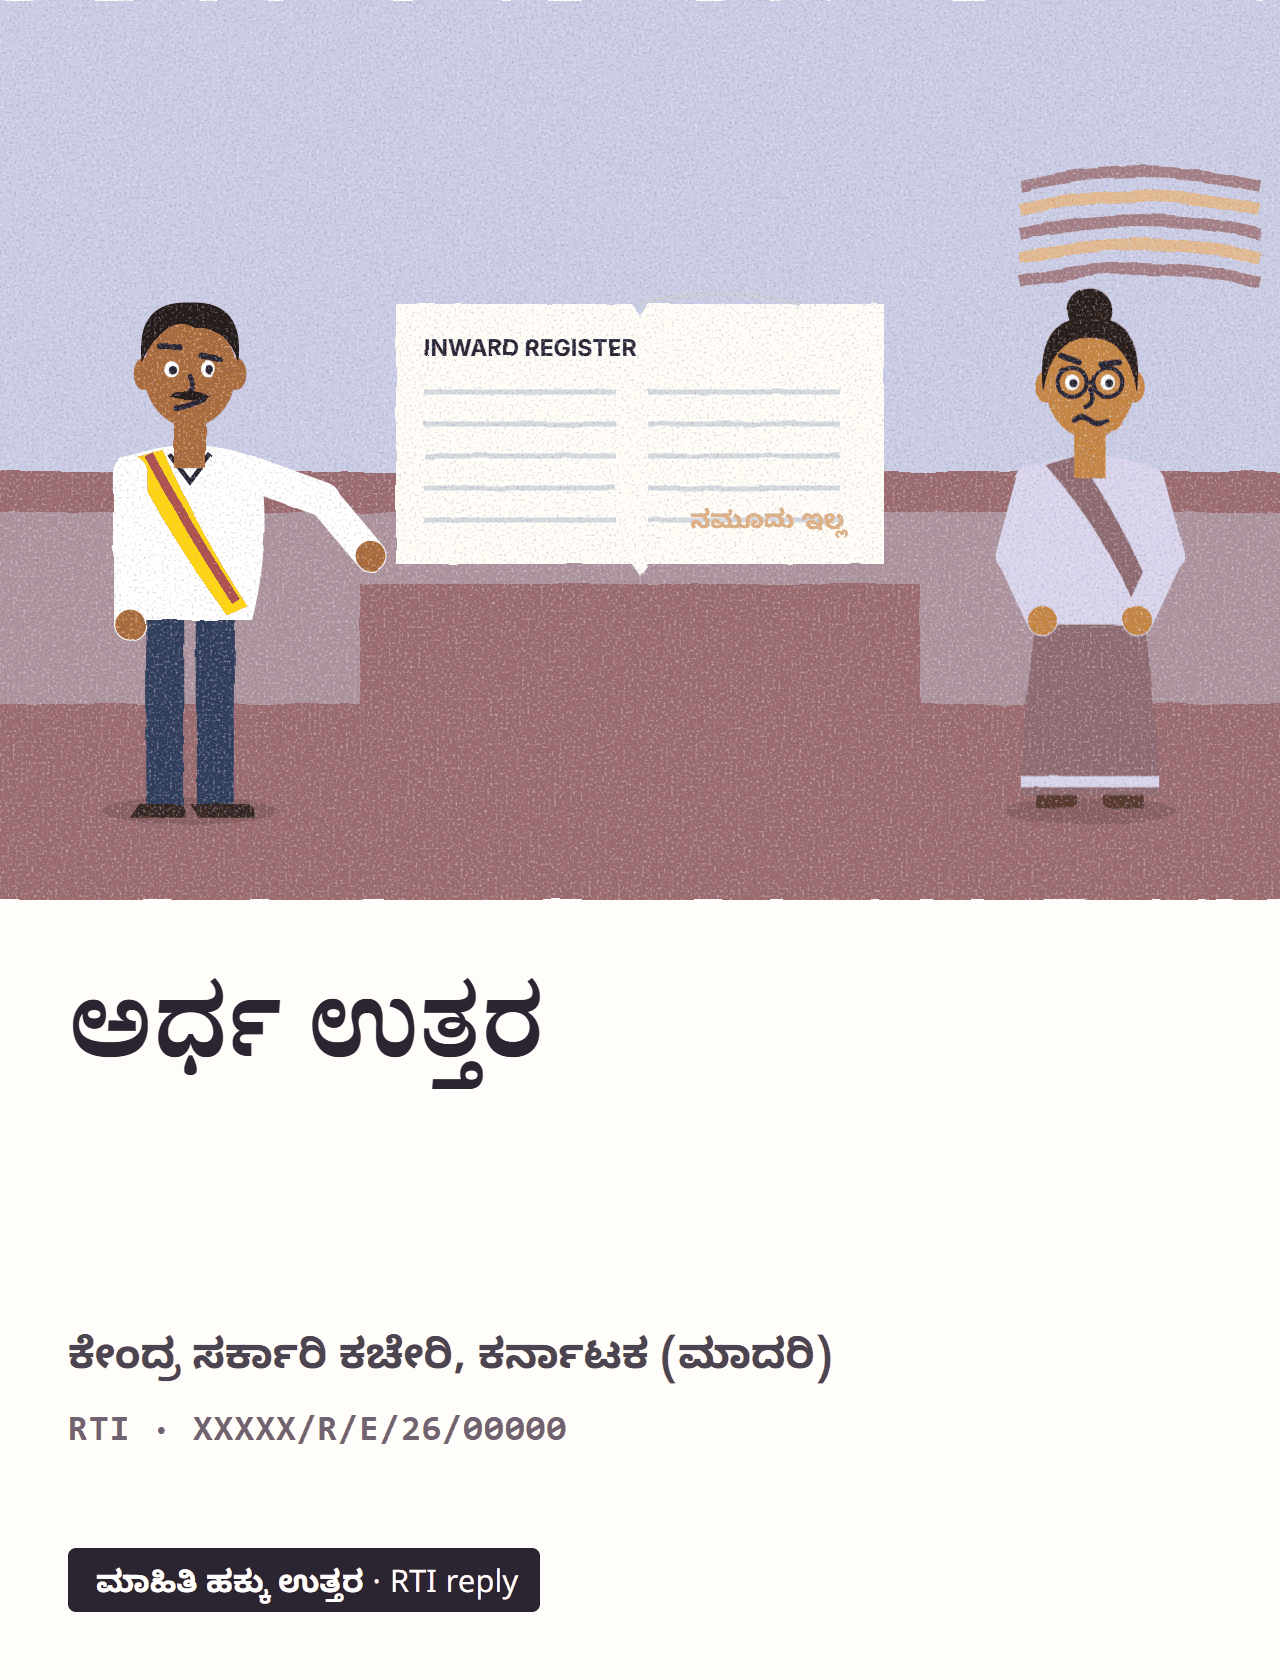 INWARD REGISTER
ನಮೂದು ಇಲ್ಲ
ಅರ್ಧ ಉತ್ತರ
ಕೇಂದ್ರ ಸರ್ಕಾರಿ ಕಚೇರಿ, ಕರ್ನಾಟಕ (ಮಾದರಿ)
RTI · XXXXX/R/E/26/00000
ಮಾಹಿತಿ ಹಕ್ಕು ಉತ್ತರ · RTI reply